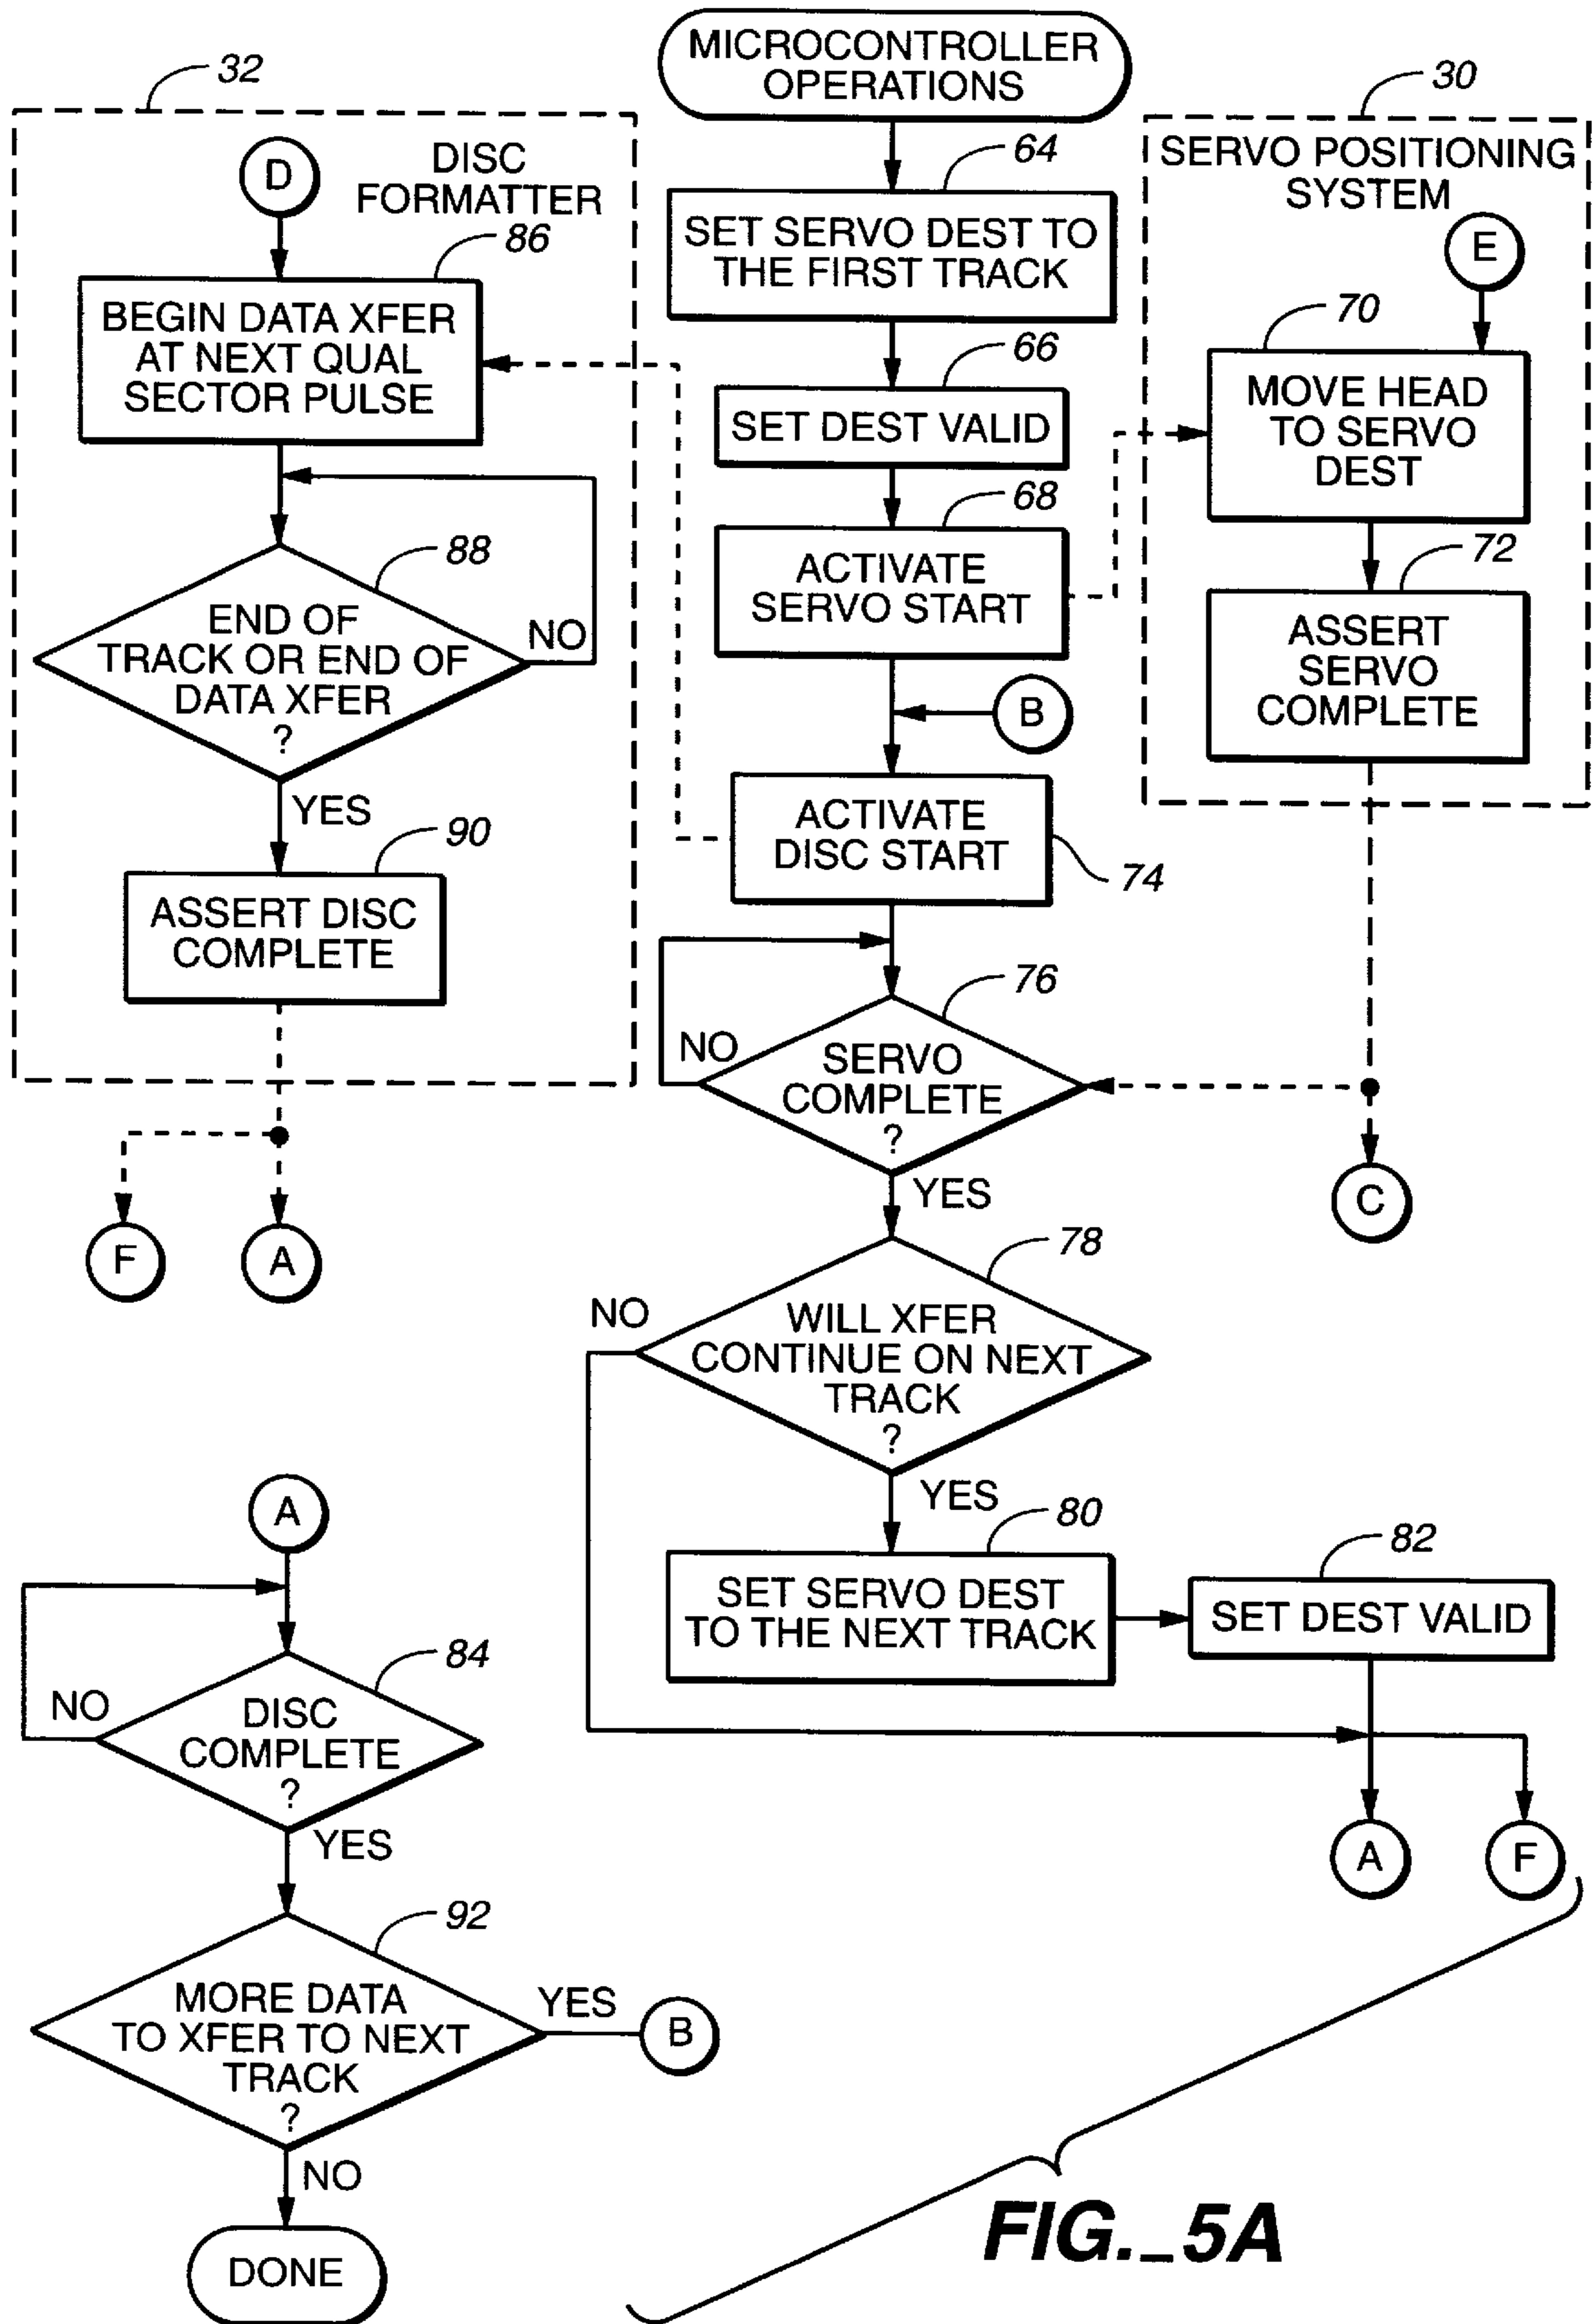 MICROCONTROLLER
OPERATIONS
32
30
DISC
FORMATTER
D
86
BEGIN DATA XFER
AT NEXT QUAL
SECTOR PULSE
88
END OF
TRACK OR END OF
DATA XFER
?
NO
YES
90
ASSERT DISC
COMPLETE
F
A
64
SET SERVO DEST TO
THE FIRST TRACK
66
SET DEST VALID
68
ACTIVATE
SERVO START
B
ACTIVATE
DISC START
74
76
SERVO
COMPLETE
?
NO
YES
78
WILL XFER
CONTINUE ON NEXT
TRACK
?
NO
YES
80
SET SERVO DEST
TO THE NEXT TRACK
82
SET DEST VALID
A
F
SERVO POSITIONING
SYSTEM
E
70
MOVE HEAD
TO SERVO
DEST
72
ASSERT
SERVO
COMPLETE
C
A
84
DISC
COMPLETE
?
NO
YES
92
MORE DATA
TO XFER TO NEXT
TRACK
?
YES
B
NO
DONE
FIG._5A